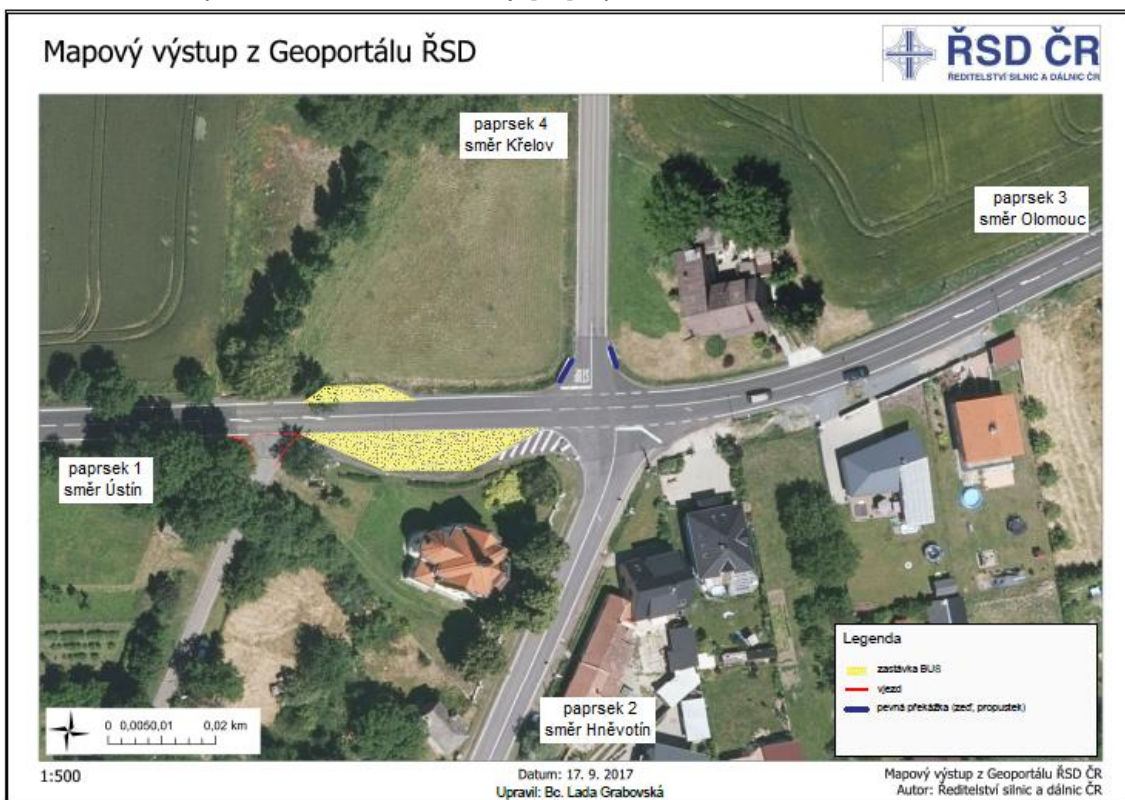 Mapový výstup z Geoportálu ŘSD
ŘSD ČR
ŘEDITELSTVÍ SILNIC A DÁLNIC ČR
paprsek 4
směr Křelov
paprsek 3
směr Olomouc
BUS
paprsek 1
směr Ústín
paprsek 2
směr Hněvotín
Legenda
zastávka BUS
vjezd
pevná překážka (zeď, propustek)
0 0,0050,01 0,02 km
1:500
Datum: 17. 9. 2017
Upravil: Bc. Lada Grabovská
Mapový výstup z Geoportálu ŘSD ČR
Autor: Ředitelství silnic a dálnic ČR